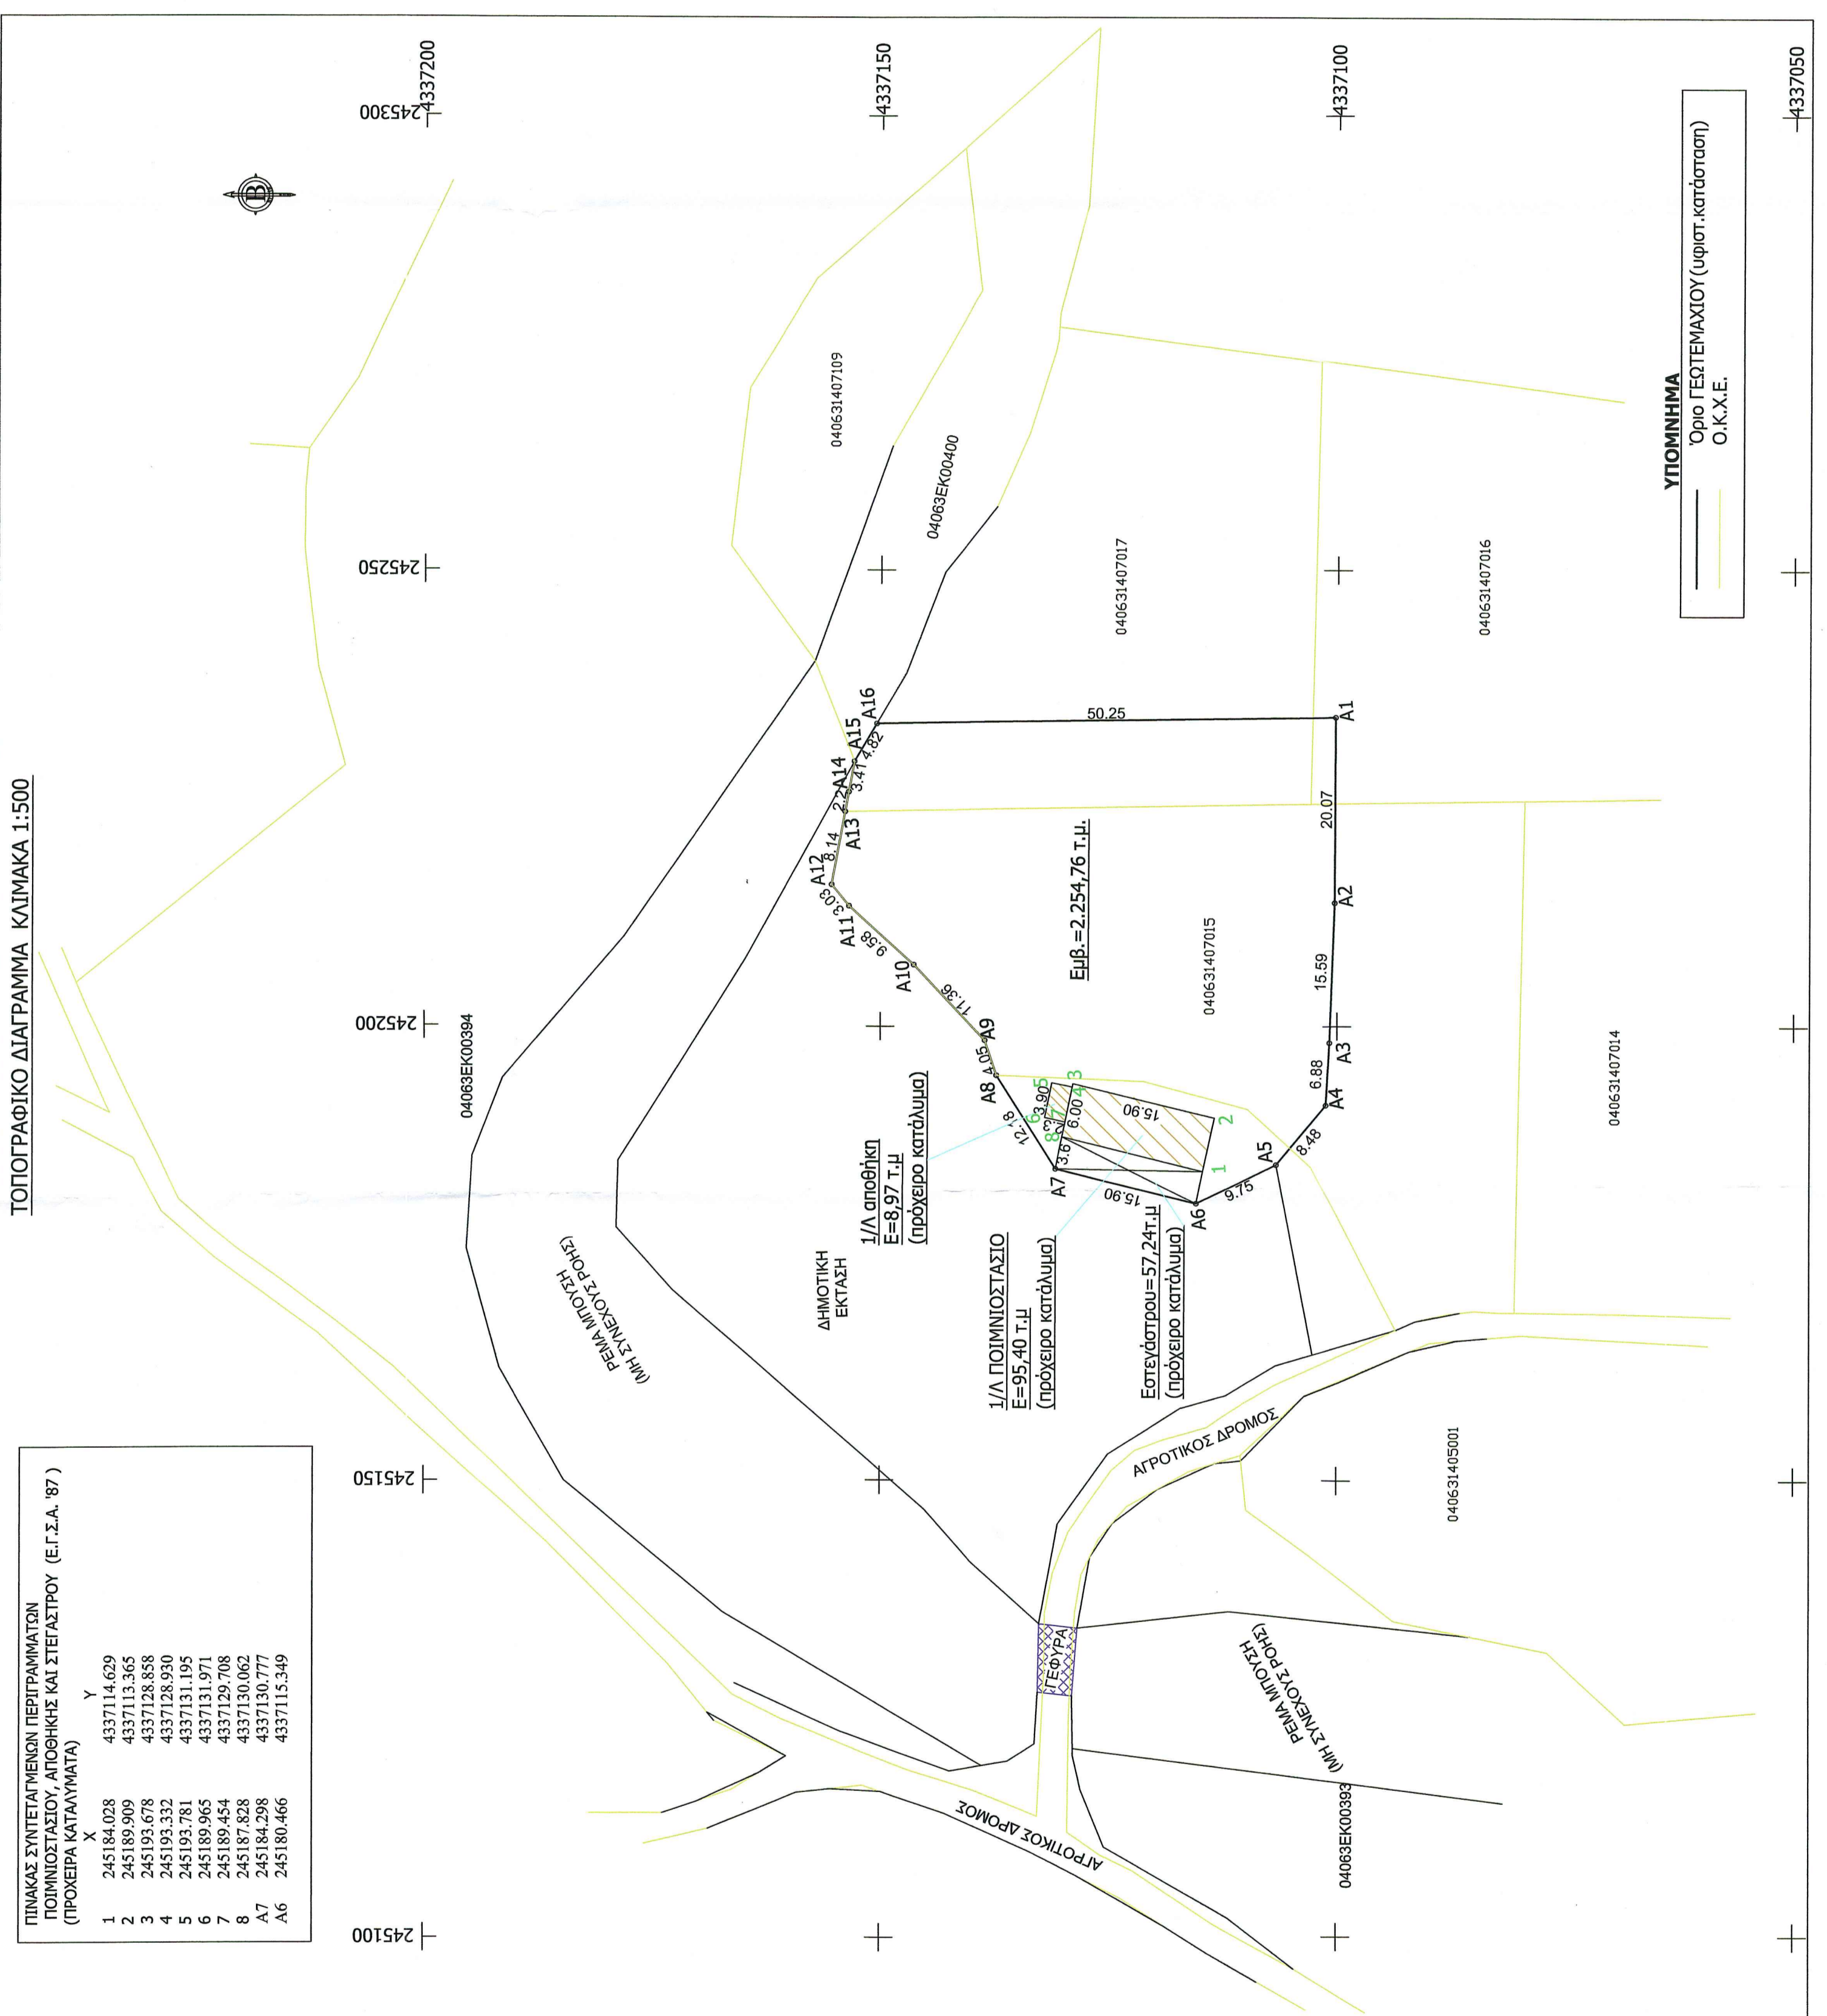 ΤΟΠΟΓΡΑΦΙΚΟ ΔΙΑΓΡΑΜΜΑ ΚΛΙΜΑΚΑ 1:500
ΠΙΝΑΚΑΣ ΣΥΝΤΕΤΑΓΜΕΝΩΝ ΠΕΡΙΓΡΑΜΜΑΤΩΝ
ΠΟΙΜΝΙΟΣΤΑΣΙΟΥ, ΑΠΟΘΗΚΗΣ ΚΑΙ ΣΤΕΓΑΣΤΡΟΥ (Ε.Γ.Σ.Α. '87 )
(ΠΡΟΧΕΙΡΑ ΚΑΤΑΛΥΜΑΤΑ)
X Y
1 245184.028 4337114.629
2 245189.909 4337113.365
3 245193.678 4337128.858
4 245193.332 4337128.930
5 245193.781 4337131.195
6 245189.965 4337131.971
7 245189.454 4337129.708
8 245187.828 4337130.062
A7 245184.298 4337130.777
A6 245180.466 4337115.349
245100
245150
245200
245250
245300
4337200
4337150
4337100
4337050
B
04063ΕΚ00394
ΡΕΜΑ ΜΠΟΥΣΗ
(ΜΗ ΣΥΝΕΧΟΥΣ ΡΟΗΣ)
ΔΗΜΟΤΙΚΗ
ΕΚΤΑΣΗ
040631407109
04063ΕΚ00400
1/Λ αποθήκη
Ε=8,97 τ.μ
(πρόχειρο κατάλυμα)
1/Λ ΠΟΙΜΝΙΟΣΤΑΣΙΟ
Ε=95,40 τ.μ
(πρόχειρο κατάλυμα)
Εστεγάστρου=57,24τ.μ
(πρόχειρο κατάλυμα)
Εμβ.=2.254,76 τ.μ.
040631407015
040631407017
040631407016
040631407014
040631405001
04063ΕΚ00393
A1
A2
A3
A4
A5
A6
A7
A8
A9
A10
A11
A12
A13
A14
A15
A16
20.07
15.59
6.88
8.48
9.75
15.90
12.18
4.05
11.36
9.58
3.03
8.14
3.41
4.82
50.25
3.90
6.00
15.90
1
2
3
4
5
6
7
8
ΓΕΦΥΡΑ
ΑΓΡΟΤΙΚΟΣ ΔΡΟΜΟΣ
ΑΓΡΟΤΙΚΟΣ ΔΡΟΜΟΣ
ΡΕΜΑ ΜΠΟΥΣΗ
(ΜΗ ΣΥΝΕΧΟΥΣ ΡΟΗΣ)
ΥΠΟΜΝΗΜΑ
Όριο ΓΕΩΤΕΜΑΧΙΟΥ(υφιστ.κατάσταση)
Ο.Κ.Χ.Ε.